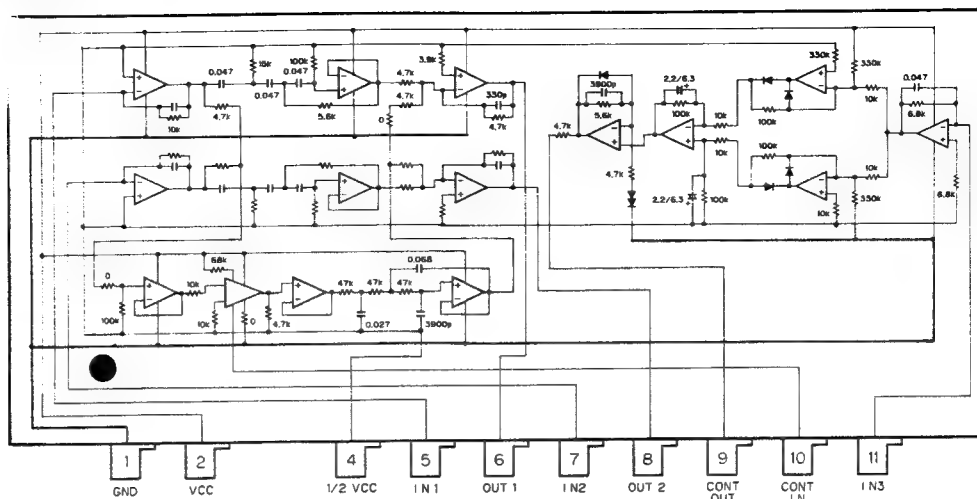 15k
100k
3.9k
330k
330k
0.047
0.047
0.047
4.7k
4.7k
330p
4.7k
5.6k
4.7k
10k
0
3900p
5.6k
4.7k
4.7k
2.2/6.3
100k
10k
10k
100k
10k
0.047
6.8k
100k
10k
10k
330k
6.8k
2.2/6.3
100k
0
100k
10k
68k
10k
0
4.7k
47k
47k
47k
0.068
0.027
3900p
1
2
4
5
6
7
8
9
10
11
GND
VCC
1/2 VCC
IN1
OUT 1
IN2
OUT 2
CONT
OUT
CONT
IN
IN3